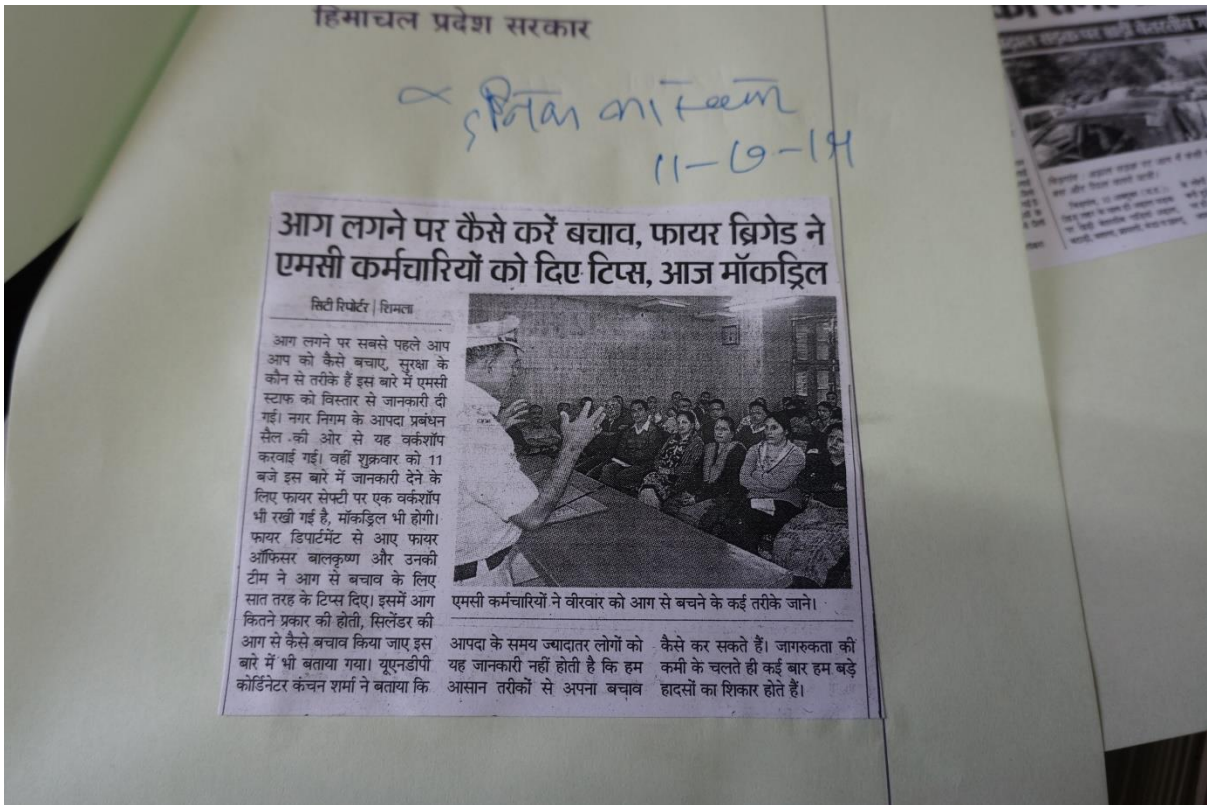 हिमाचल प्रदेश सरकार
दैनिक भास्कर
11-7-14
आग लगने पर कैसे करें बचाव, फायर ब्रिगेड ने
एमसी कर्मचारियों को दिए टिप्स, आज मॉकड्रिल
सिटी रिपोर्टर | शिमला
आग लगने पर सबसे पहले आप
आप को कैसे बचाए, सुरक्षा के
कौन से तरीके हैं इस बारे में एमसी
स्टाफ को विस्तार से जानकारी दी
गई। नगर निगम के आपदा प्रबंधन
सैल की ओर से यह वर्कशॉप
करवाई गई। वहीं शुक्रवार को 11
बजे इस बारे में जानकारी देने के
लिए फायर सेफ्टी पर एक वर्कशॉप
भी रखी गई है, मॉकड्रिल भी होगी।
फायर डिपार्टमेंट से आए फायर
ऑफिसर बालकृष्ण और उनकी
टीम ने आग से बचाव के लिए
सात तरह के टिप्स दिए। इसमें आग
कितने प्रकार की होती, सिलेंडर की
आग से कैसे बचाव किया जाए इस
बारे में भी बताया गया। यूएनडीपी
कोर्डिनेटर कंचन शर्मा ने बताया कि
एमसी कर्मचारियों ने वीरवार को आग से बचने के कई तरीके जाने।
आपदा के समय ज्यादातर लोगों को
यह जानकारी नहीं होती है कि हम
आसान तरीकों से अपना बचाव
कैसे कर सकते हैं। जागरुकता की
कमी के चलते ही कई बार हम बड़े
हादसों का शिकार होते हैं।